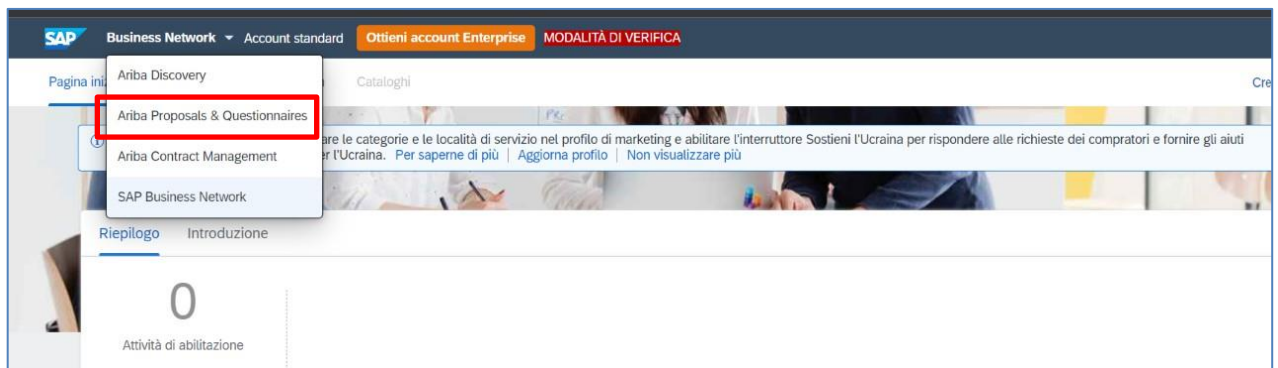 SAP Business Network Account standard Ottieni account Enterprise MODALITÀ DI VERIFICA
Pagina iniz Cataloghi Cre
Ariba Discovery
Ariba Proposals & Questionnaires
Ariba Contract Management
SAP Business Network
are le categorie e le località di servizio nel profilo di marketing e abilitare l'interruttore Sostieni l'Ucraina per rispondere alle richieste dei compratori e fornire gli aiuti
er l'Ucraina. Per saperne di più | Aggiorna profilo | Non visualizzare più
Riepilogo Introduzione
0
Attività di abilitazione